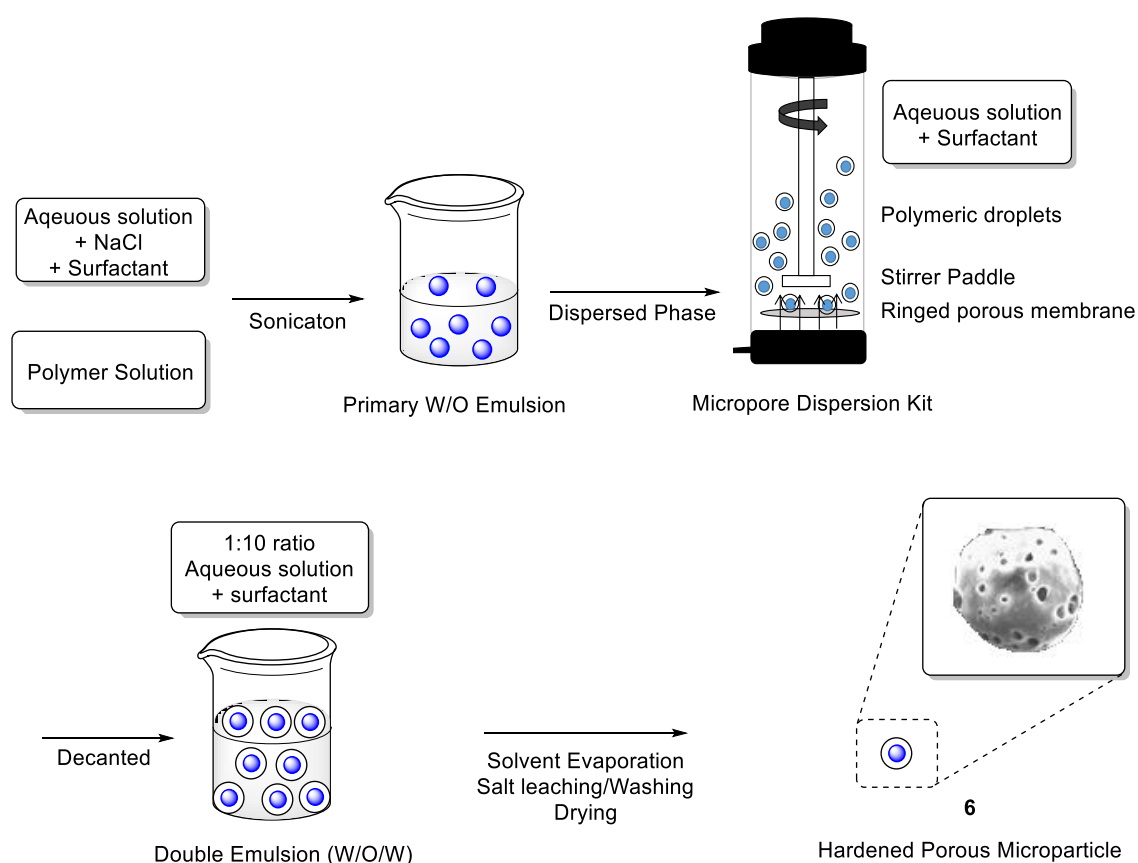 Aqeuous solution
+ NaCl
+ Surfactant
Polymer Solution
Sonicaton
Primary W/O Emulsion
Dispersed Phase
Aqeuous solution
+ Surfactant
Polymeric droplets
Stirrer Paddle
Ringed porous membrane
Micropore Dispersion Kit
Decanted
1:10 ratio
Aqueous solution
+ surfactant
Double Emulsion (W/O/W)
Solvent Evaporation
Salt leaching/Washing
Drying
6
Hardened Porous Microparticle